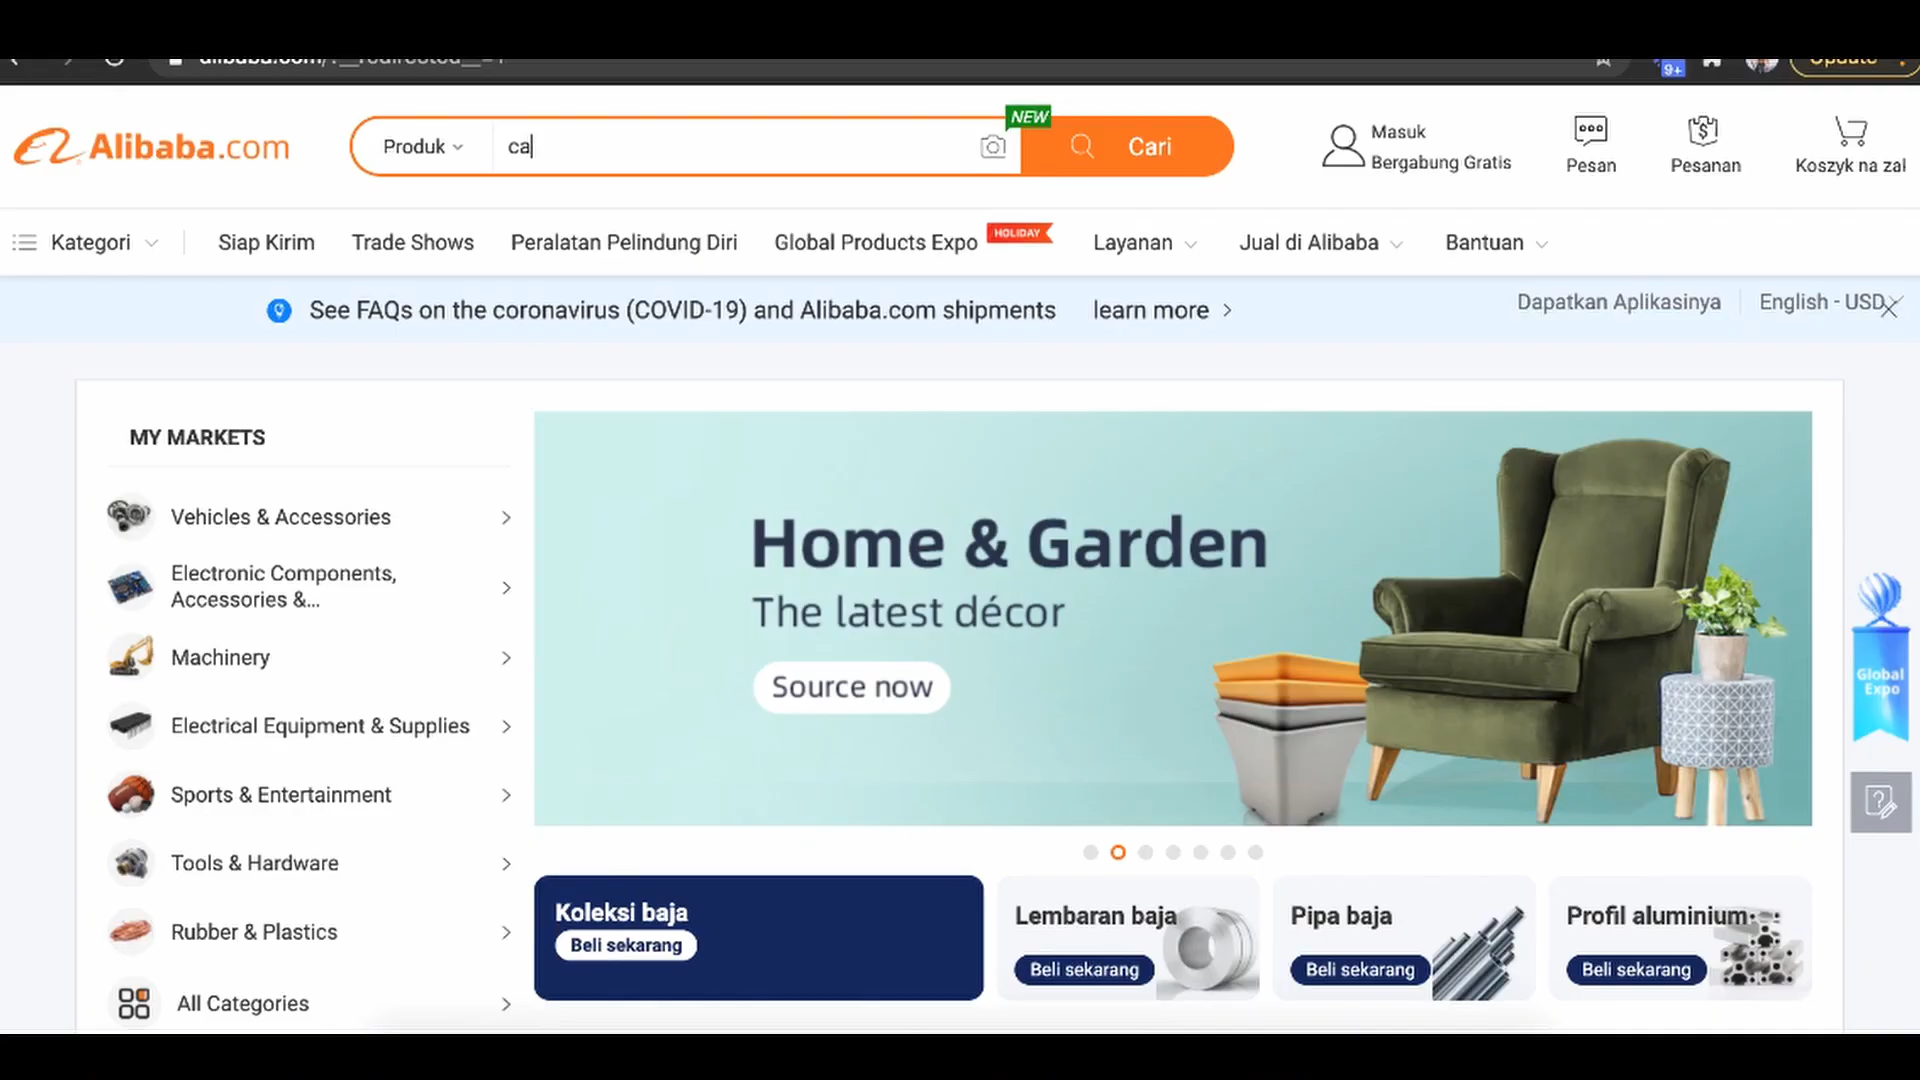 9+
Alibaba.com
Produk
ca
NEW
Cari
Masuk
Bergabung Gratis
Pesan
Pesanan
Koszyk na zal
Kategori
Siap Kirim
Trade Shows
Peralatan Pelindung Diri
Global Products Expo
HOLIDAY
Layanan
Jual di Alibaba
Bantuan
See FAQs on the coronavirus (COVID-19) and Alibaba.com shipments
learn more
Dapatkan Aplikasinya
English - USD
MY MARKETS
Vehicles & Accessories
Electronic Components,
Accessories &...
Machinery
Electrical Equipment & Supplies
Sports & Entertainment
Tools & Hardware
Rubber & Plastics
All Categories
Home & Garden
The latest décor
Source now
Global
Expo
Koleksi baja
Beli sekarang
Lembaran baja
Beli sekarang
Pipa baja
Beli sekarang
Profil aluminium
Beli sekarang